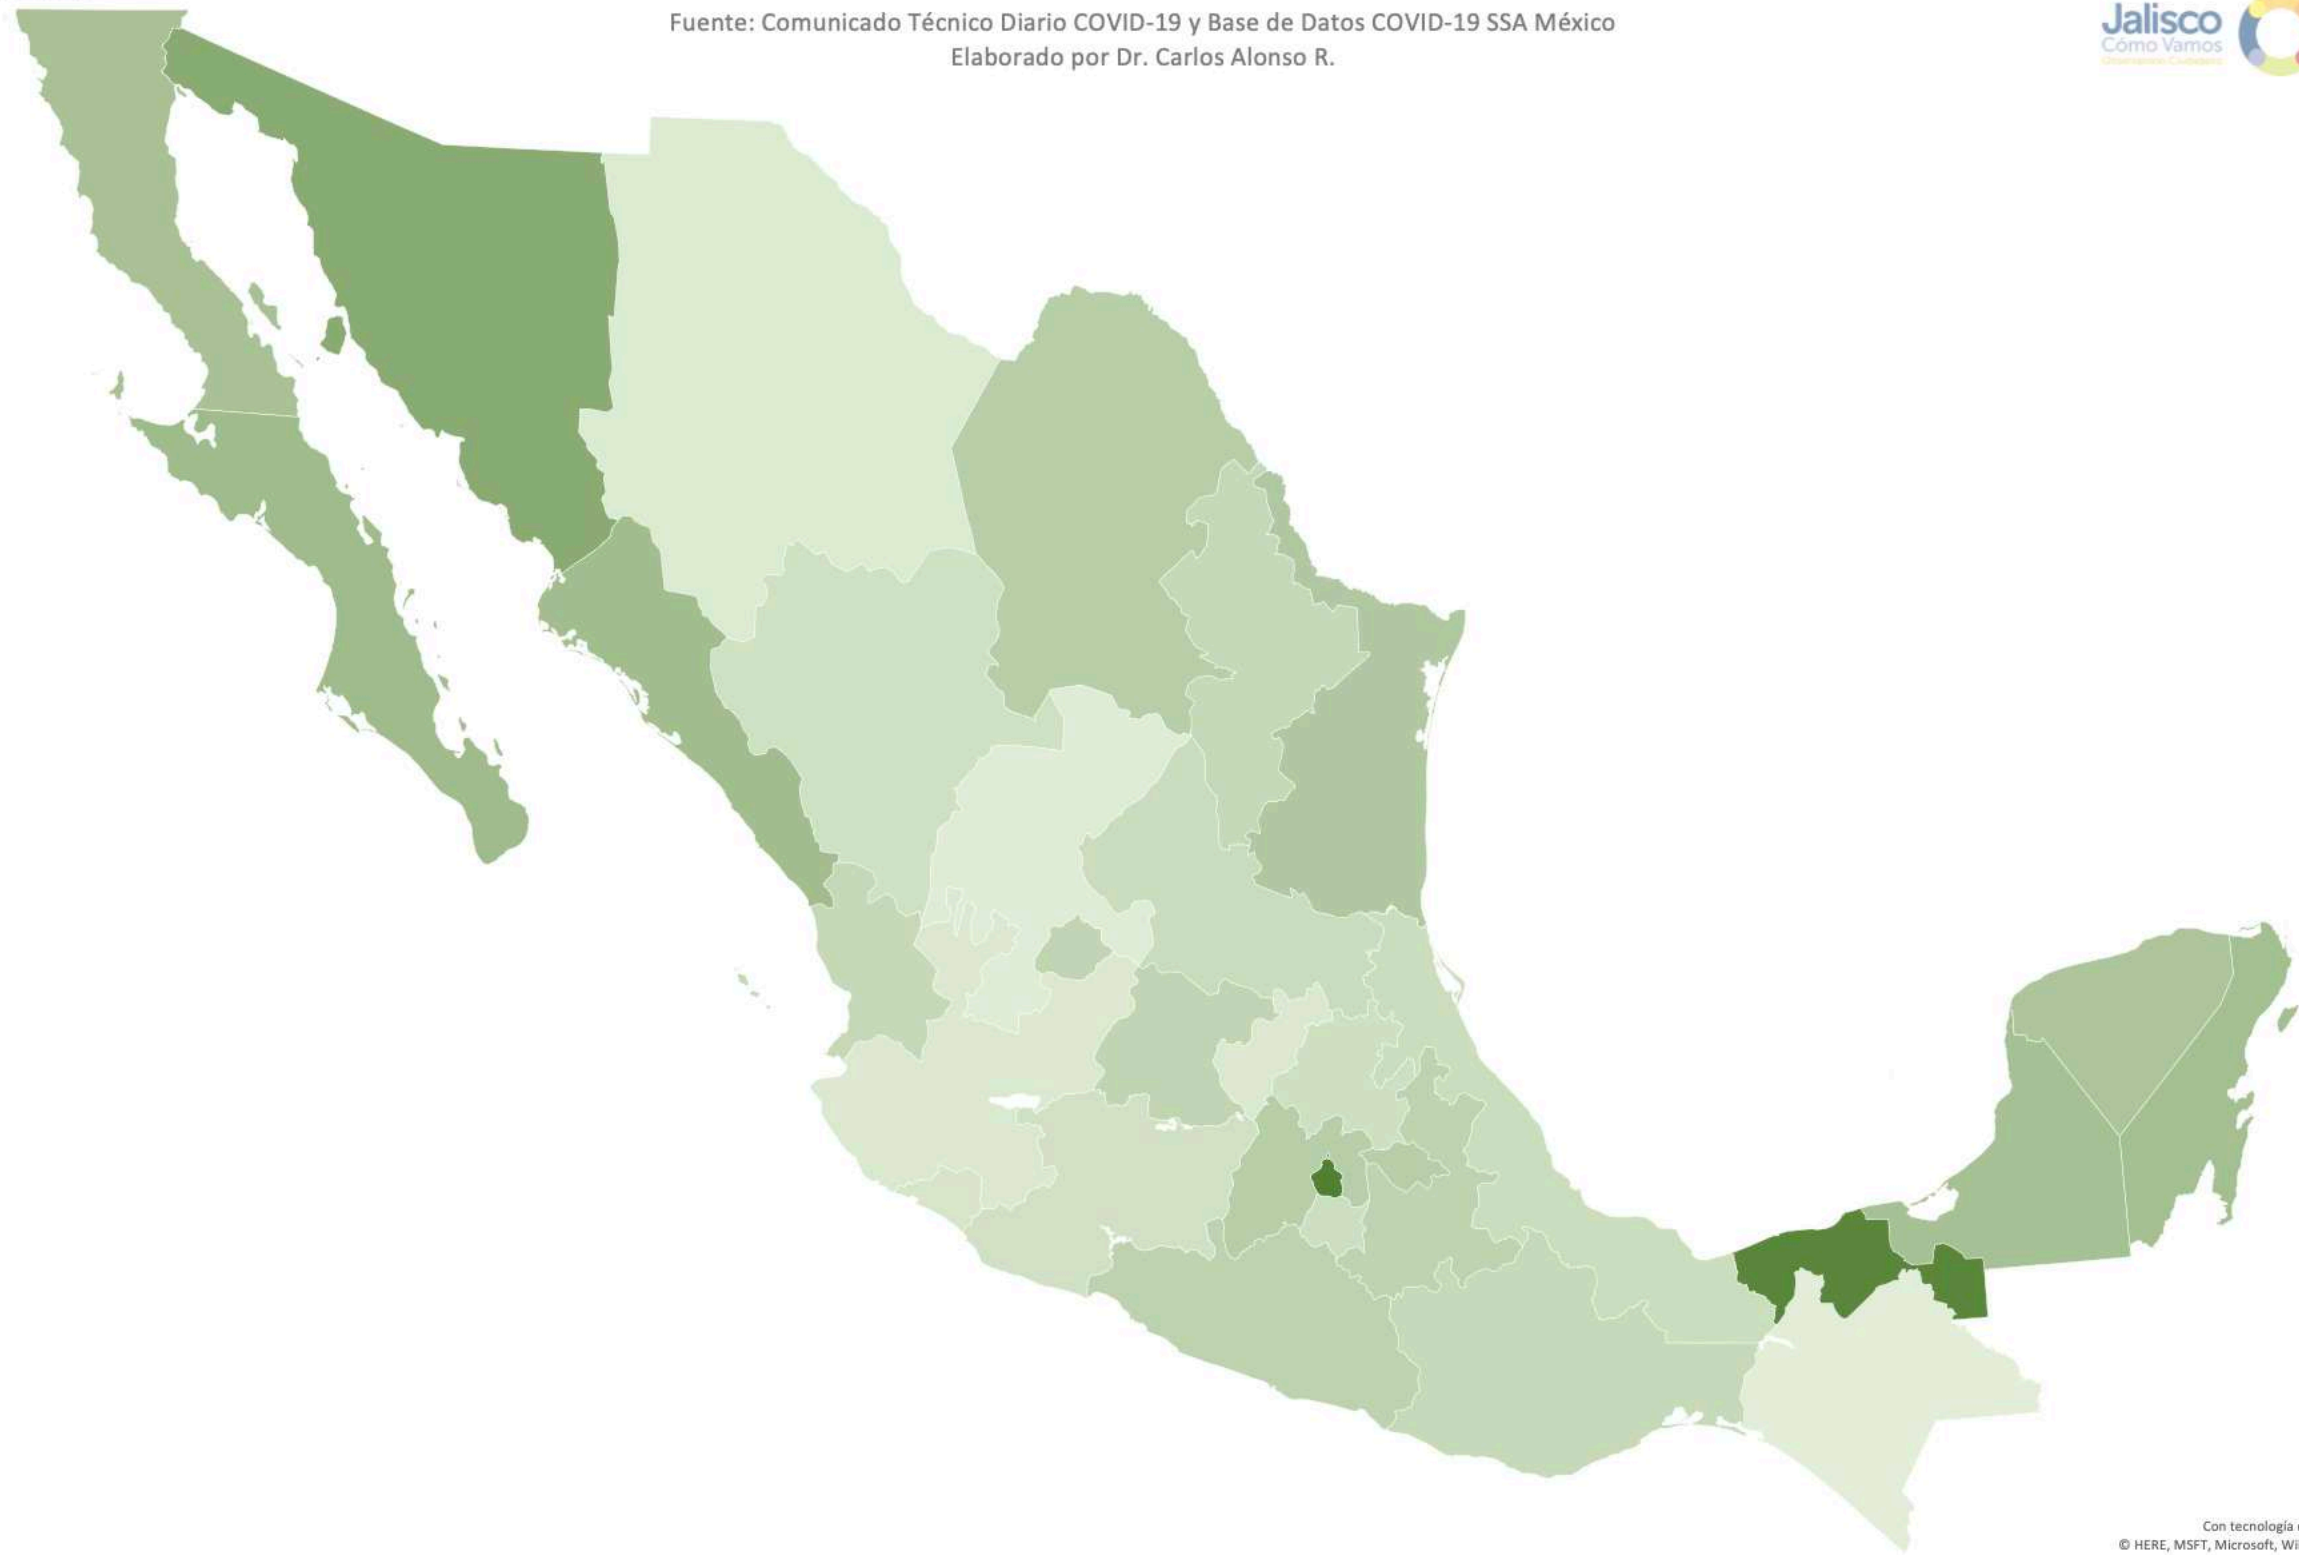 Fuente: Comunicado Técnico Diario COVID-19 y Base de Datos COVID-19 SSA México
Elaborado por Dr. Carlos Alonso R.
Jalisco
Cómo Vamos
Con tecnología
© HERE, MSFT, Microsoft,